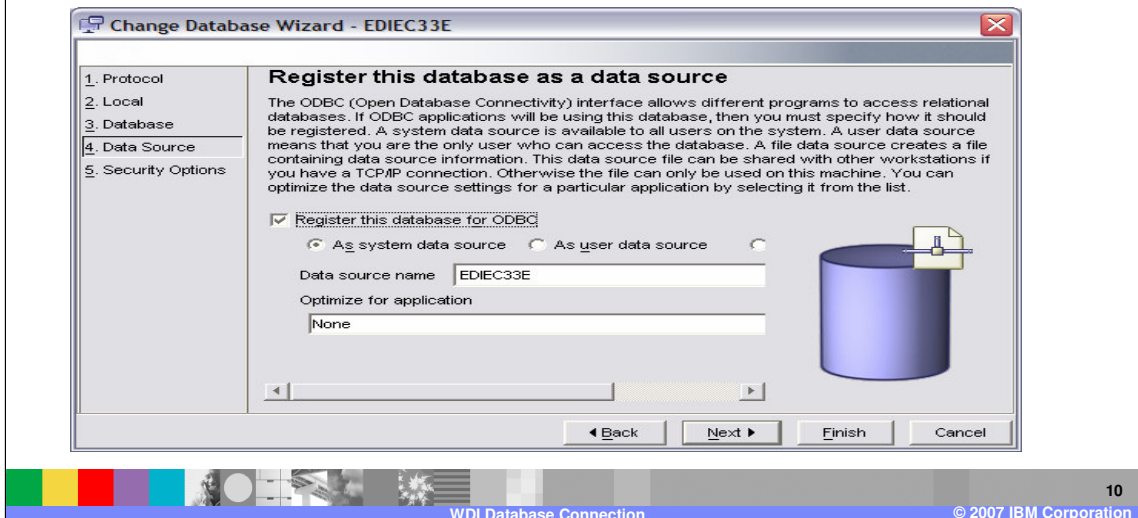 Change Database Wizard - EDIEC33E
1. Protocol
2. Local
3. Database
4. Data Source
5. Security Options
Register this database as a data source
The ODBC (Open Database Connectivity) interface allows different programs to access relational
databases. If ODBC applications will be using this database, then you must specify how it should
be registered. A system data source is available to all users on the system. A user data source
means that you are the only user who can access the database. A file data source creates a file
containing data source information. This data source file can be shared with other workstations if
you have a TCP/IP connection. Otherwise the file can only be used on this machine. You can
optimize the data source settings for a particular application by selecting it from the list.
Register this database for ODBC
As system data source As user data source
Data source name EDIEC33E
Optimize for application
None
Back Next Finish Cancel
10
WDI Database Connection © 2007 IBM Corporation